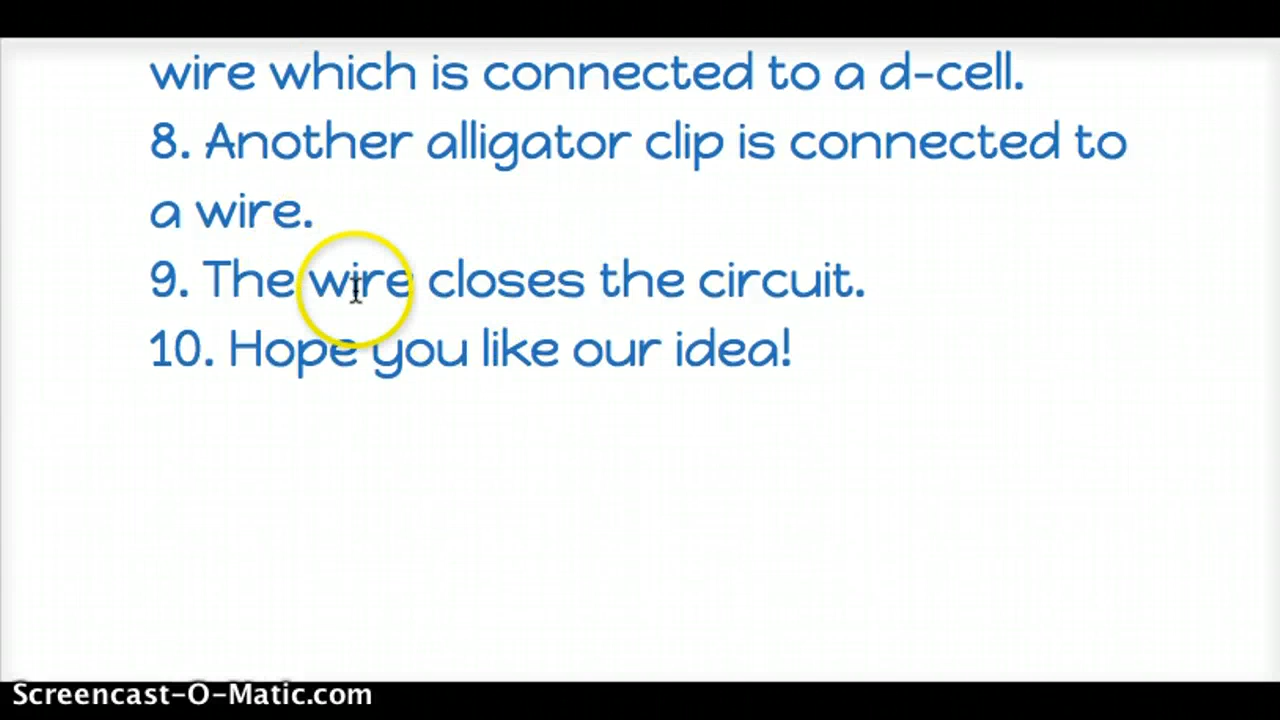 wire which is connected to a d-cell.
8. Another alligator clip is connected to
a wire.
9. The wire closes the circuit.
10. Hope you like our idea!
Screencast-O-Matic.com